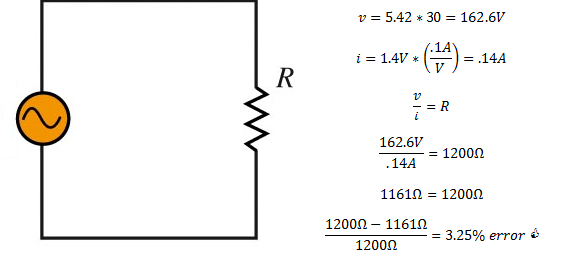 R
v = 5.42 * 30 = 162.6V
i = 1.4V * (.1A/V) = .14A
v/i = R
162.6V/.14A = 1200Ω
1161Ω = 1200Ω
(1200Ω − 1161Ω)/1200Ω = 3.25% error